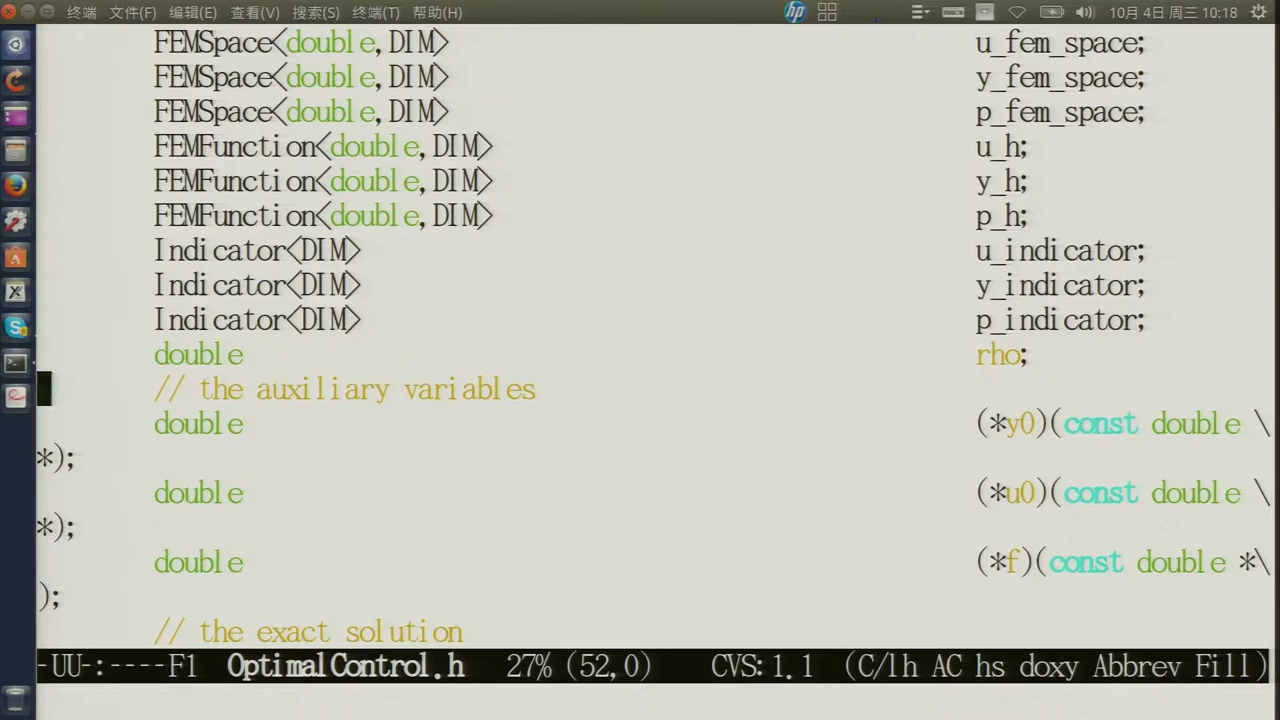 终端 文件(F) 编辑(E) 查看(V) 搜索(S) 终端(T) 帮助(H) 10月 4日 周三 10:18
FEMSpace<double,DIM> u_fem_space;
FEMSpace<double,DIM> y_fem_space;
FEMSpace<double,DIM> p_fem_space;
FEMFunction<double,DIM> u_h;
FEMFunction<double,DIM> y_h;
FEMFunction<double,DIM> p_h;
Indicator<DIM> u_indicator;
Indicator<DIM> y_indicator;
Indicator<DIM> p_indicator;
double rho;
// the auxiliary variables
double (*y0)(const double \
*);
double (*u0)(const double \
*);
double (*f)(const double *\
);
// the exact solution
-UU-:----F1 OptimalControl.h 27% (52,0) CVS:1.1 (C/lh AC hs doxy Abbrev Fill)